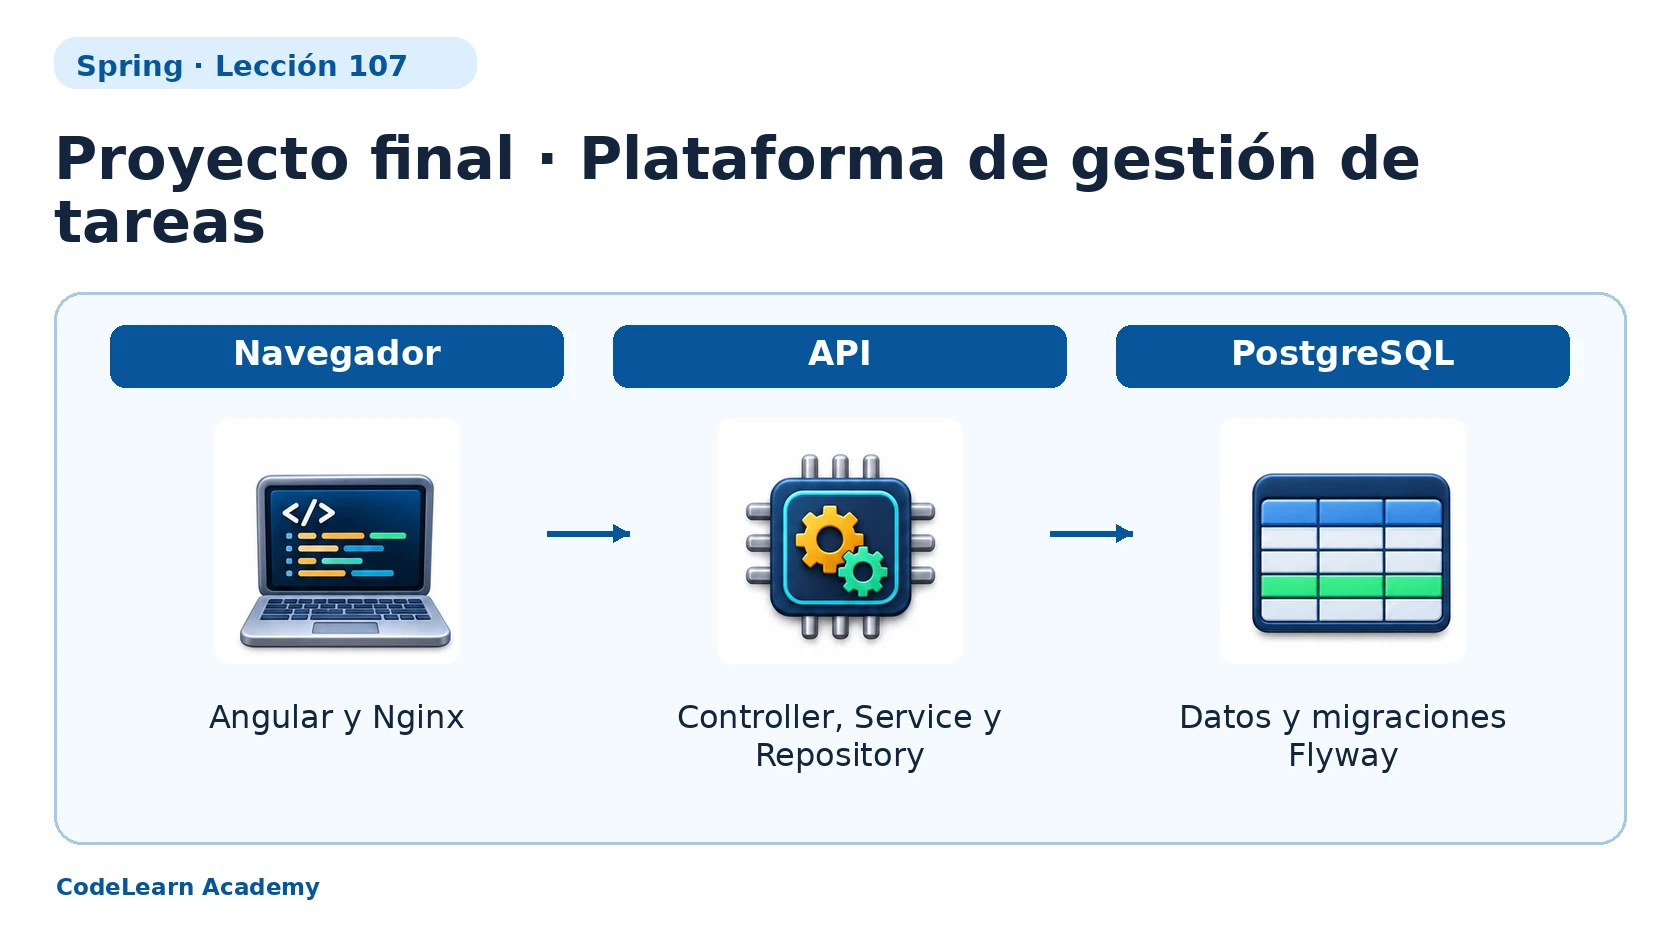 Spring · Lección 107
Proyecto final · Plataforma de gestión de
tareas
Navegador
API
PostgreSQL
</>
Angular y Nginx
Controller, Service y
Repository
Datos y migraciones
Flyway
CodeLearn Academy